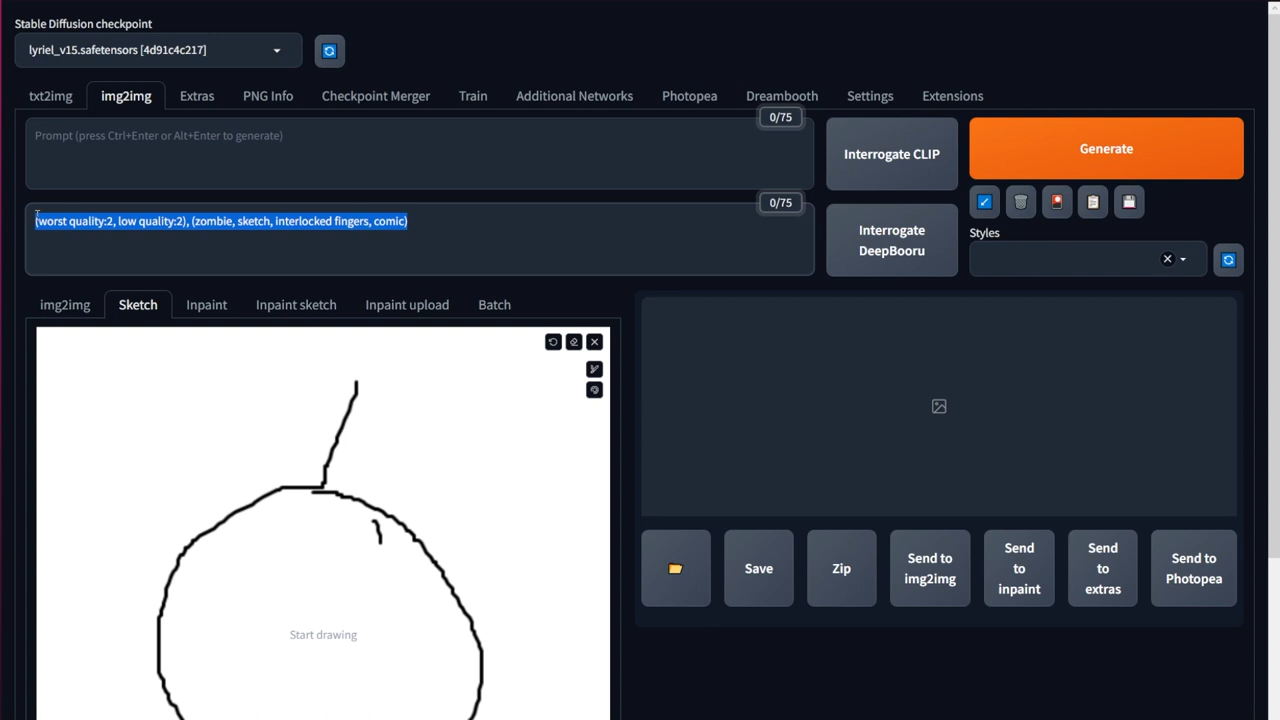 Stable Diffusion checkpoint
lyriel_v15.safetensors [4d91c4c217]
txt2img img2img Extras PNG Info Checkpoint Merger Train Additional Networks Photopea Dreambooth Settings Extensions
0/75
Prompt (press Ctrl+Enter or Alt+Enter to generate)
Interrogate CLIP
Generate
0/75
(worst quality:2, low quality:2), (zombie, sketch, interlocked fingers, comic)
Interrogate
DeepBooru
Styles
img2img Sketch Inpaint Inpaint sketch Inpaint upload Batch
Start drawing
Save
Zip
Send to
img2img
Send
to
inpaint
Send
to
extras
Send to
Photopea